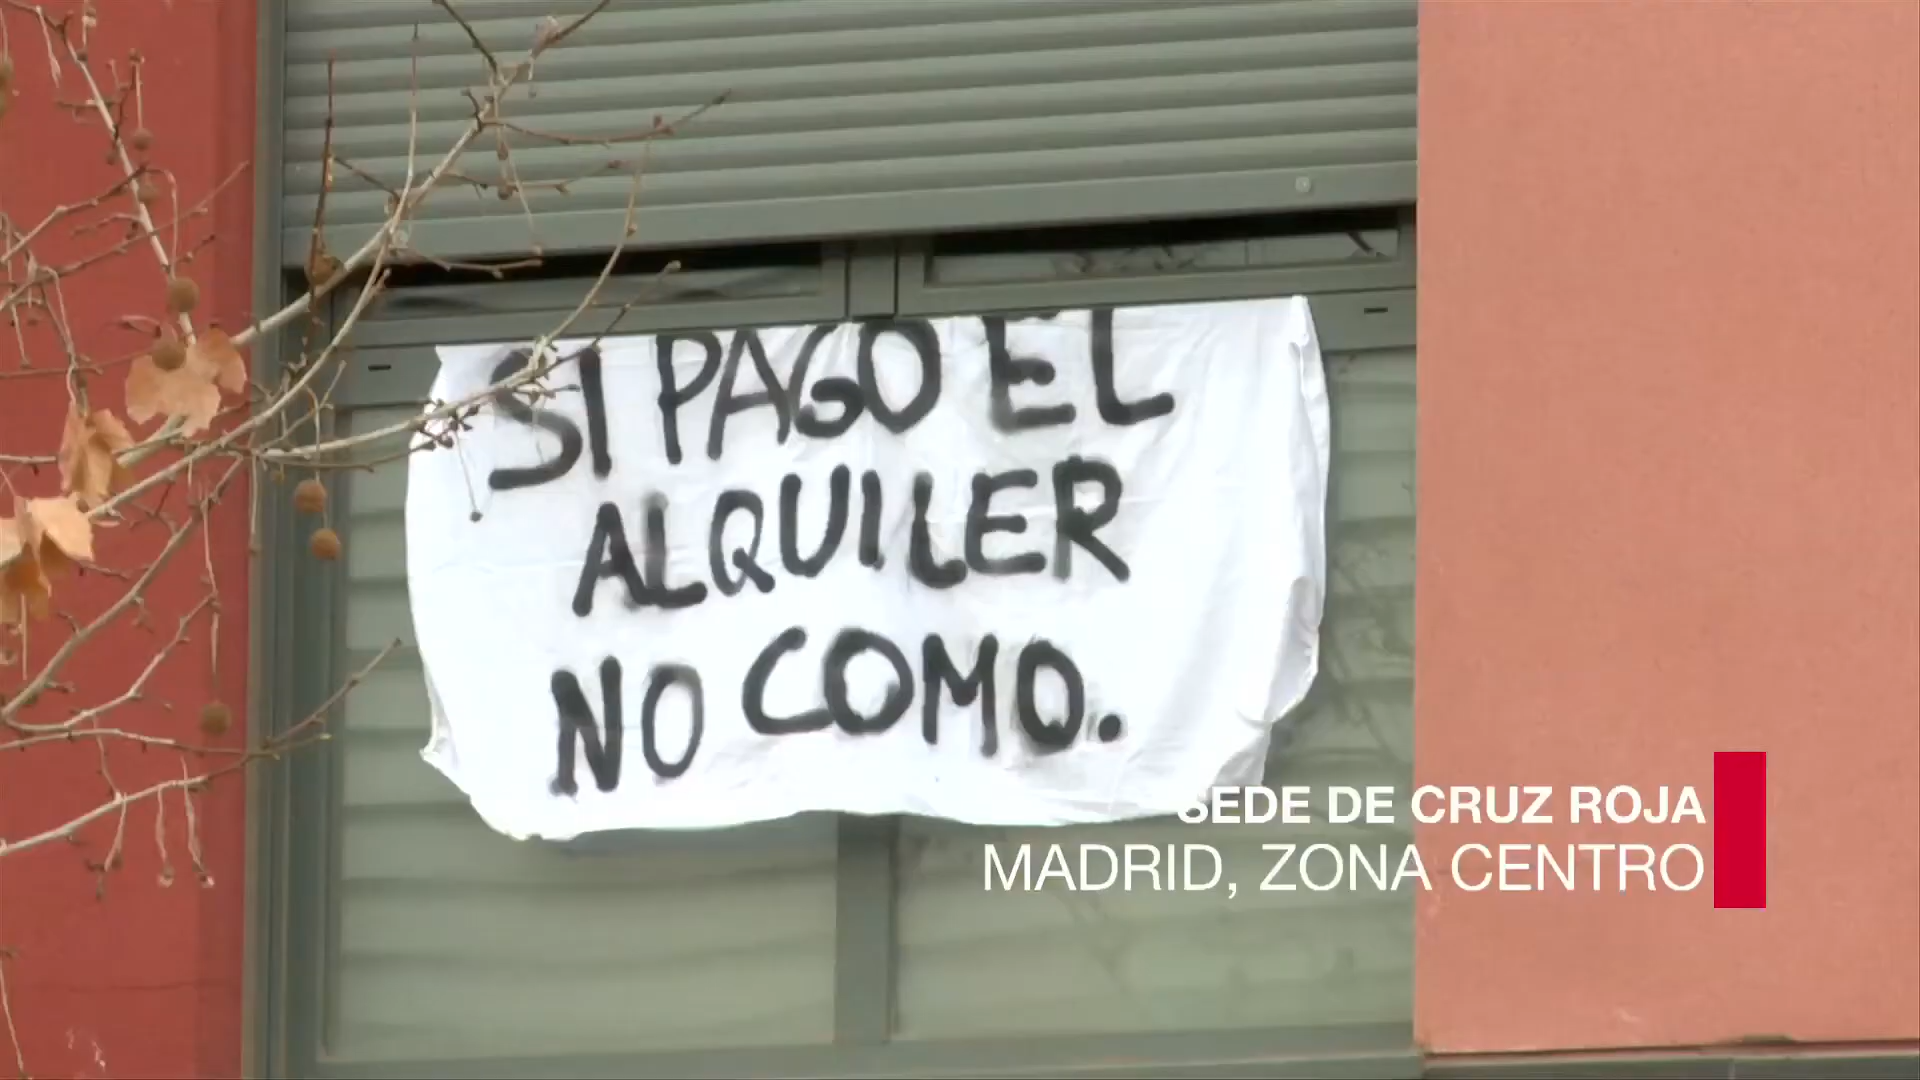 SI PAGO EL
ALQUILER
NO COMO.
SEDE DE CRUZ ROJA
MADRID, ZONA CENTRO